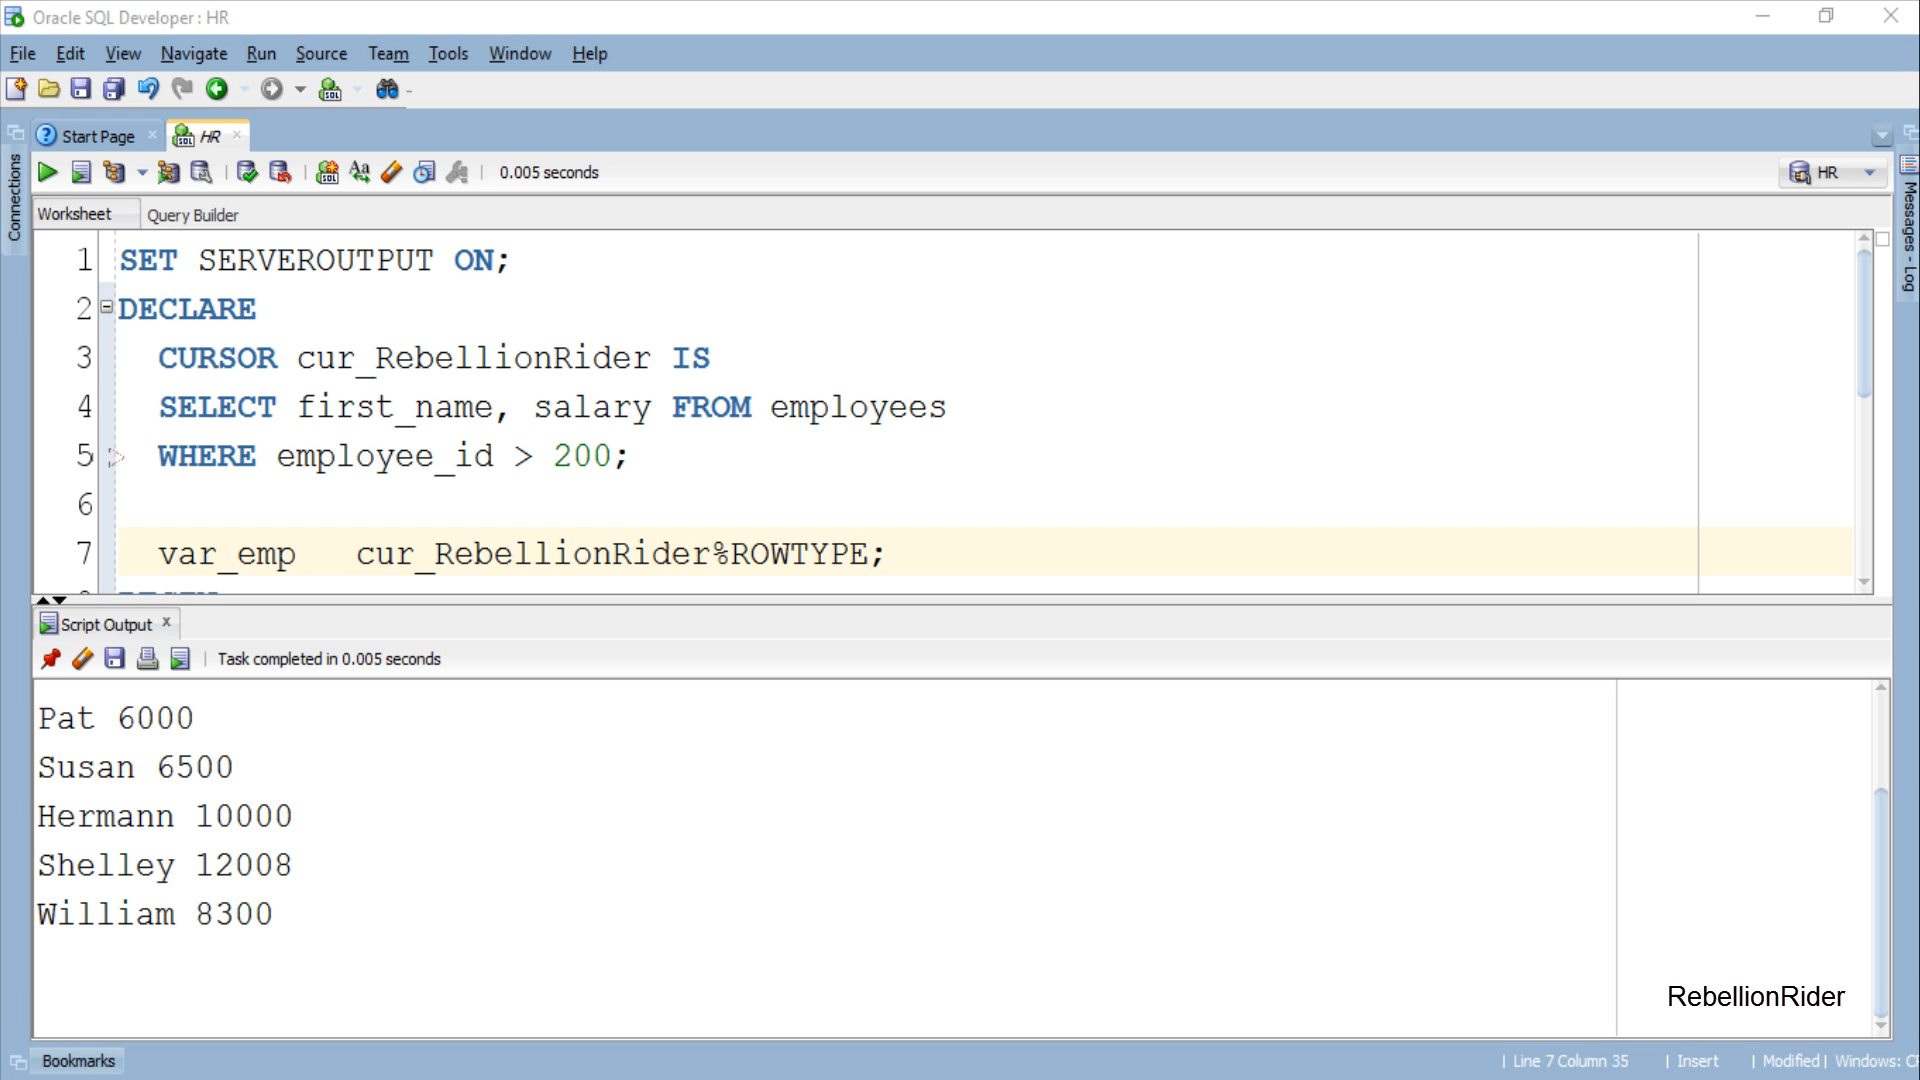 Oracle SQL Developer : HR
File Edit View Navigate Run Source Team Tools Window Help
Start Page HR
0.005 seconds
HR
Connections
Messages - Log
Worksheet Query Builder
1 SET SERVEROUTPUT ON;
2 DECLARE
3 CURSOR cur_RebellionRider IS
4 SELECT first_name, salary FROM employees
5 WHERE employee_id > 200;
6
7 var_emp cur_RebellionRider%ROWTYPE;
Script Output
Task completed in 0.005 seconds
Pat 6000
Susan 6500
Hermann 10000
Shelley 12008
William 8300
RebellionRider
Bookmarks
Line 7 Column 35 | Insert | Modified | Windows: